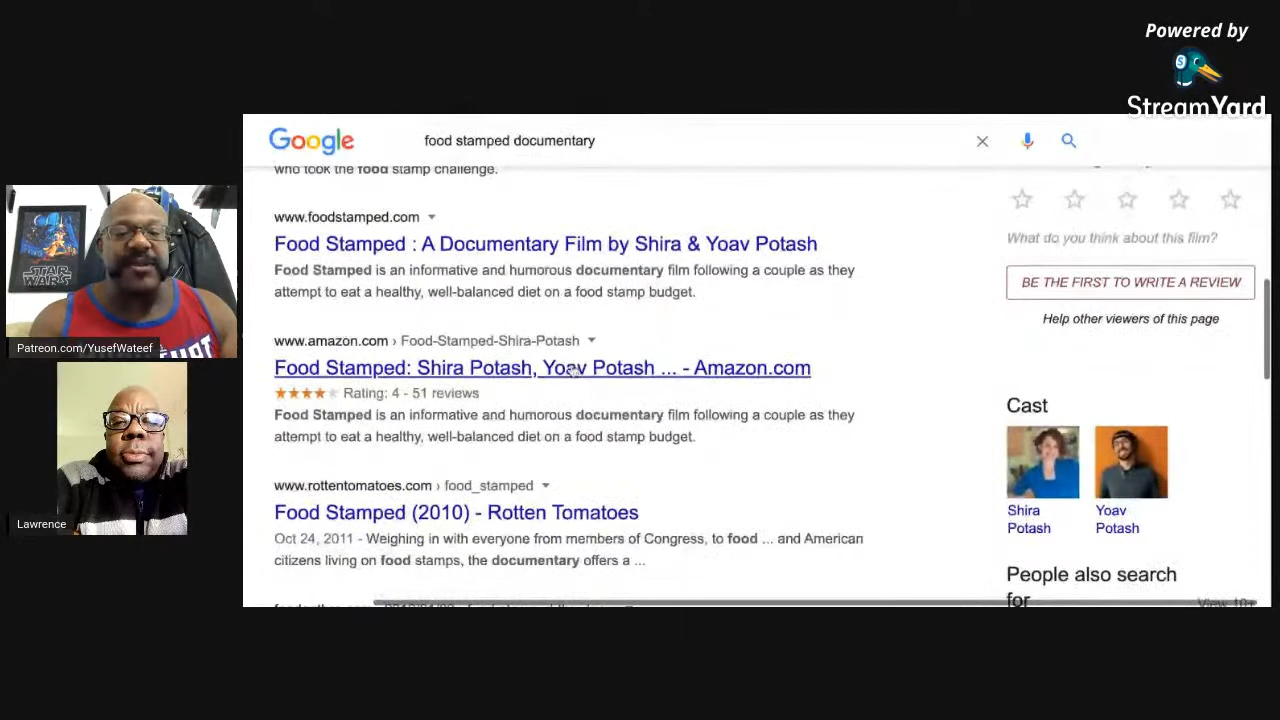 Powered by
StreamYard
Google
food stamped documentary
who took the food stamp challenge.
www.foodstamped.com
Food Stamped : A Documentary Film by Shira & Yoav Potash
Food Stamped is an informative and humorous documentary film following a couple as they
attempt to eat a healthy, well-balanced diet on a food stamp budget.
www.amazon.com › Food-Stamped-Shira-Potash
Food Stamped: Shira Potash, Yoav Potash ... - Amazon.com
Rating: 4 - 51 reviews
Food Stamped is an informative and humorous documentary film following a couple as they
attempt to eat a healthy, well-balanced diet on a food stamp budget.
www.rottentomatoes.com › food_stamped
Food Stamped (2010) - Rotten Tomatoes
Oct 24, 2011 - Weighing in with everyone from members of Congress, to food ... and American
citizens living on food stamps, the documentary offers a ...
What do you think about this film?
BE THE FIRST TO WRITE A REVIEW
Help other viewers of this page
Cast
Shira
Potash
Yoav
Potash
People also search
for
View 10+
STAR
WARS
Patreon.com/YusefWateef
Lawrence